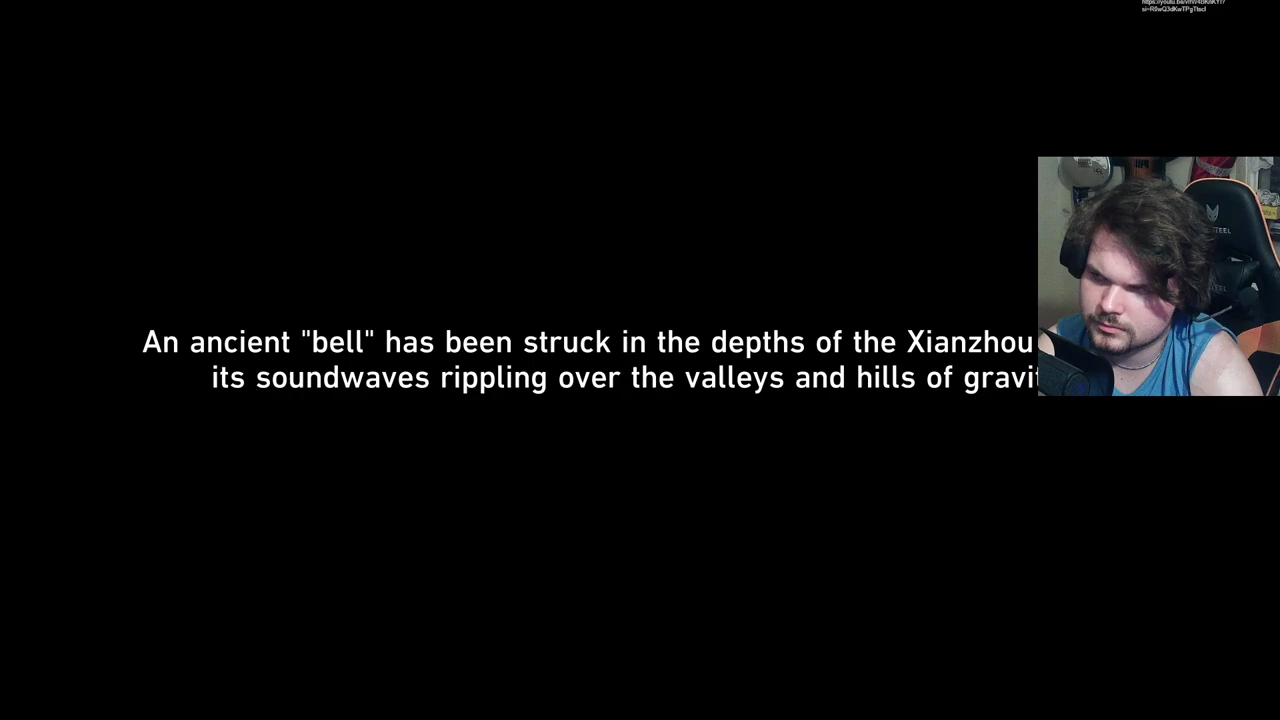 An ancient "bell" has been struck in the depths of the Xianzhou
its soundwaves rippling over the valleys and hills of gravit